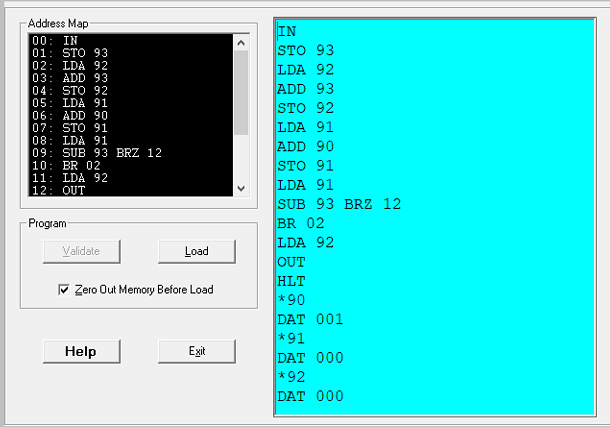 Address Map
00: IN
01: STO 93
02: LDA 92
03: ADD 93
04: STO 92
05: LDA 91
06: ADD 90
07: STO 91
08: LDA 91
09: SUB 93 BRZ 12
10: BR 02
11: LDA 92
12: OUT
Program
Validate
Load
Zero Out Memory Before Load
Help
Exit
IN
STO 93
LDA 92
ADD 93
STO 92
LDA 91
ADD 90
STO 91
LDA 91
SUB 93 BRZ 12
BR 02
LDA 92
OUT
HLT
*90
DAT 001
*91
DAT 000
*92
DAT 000